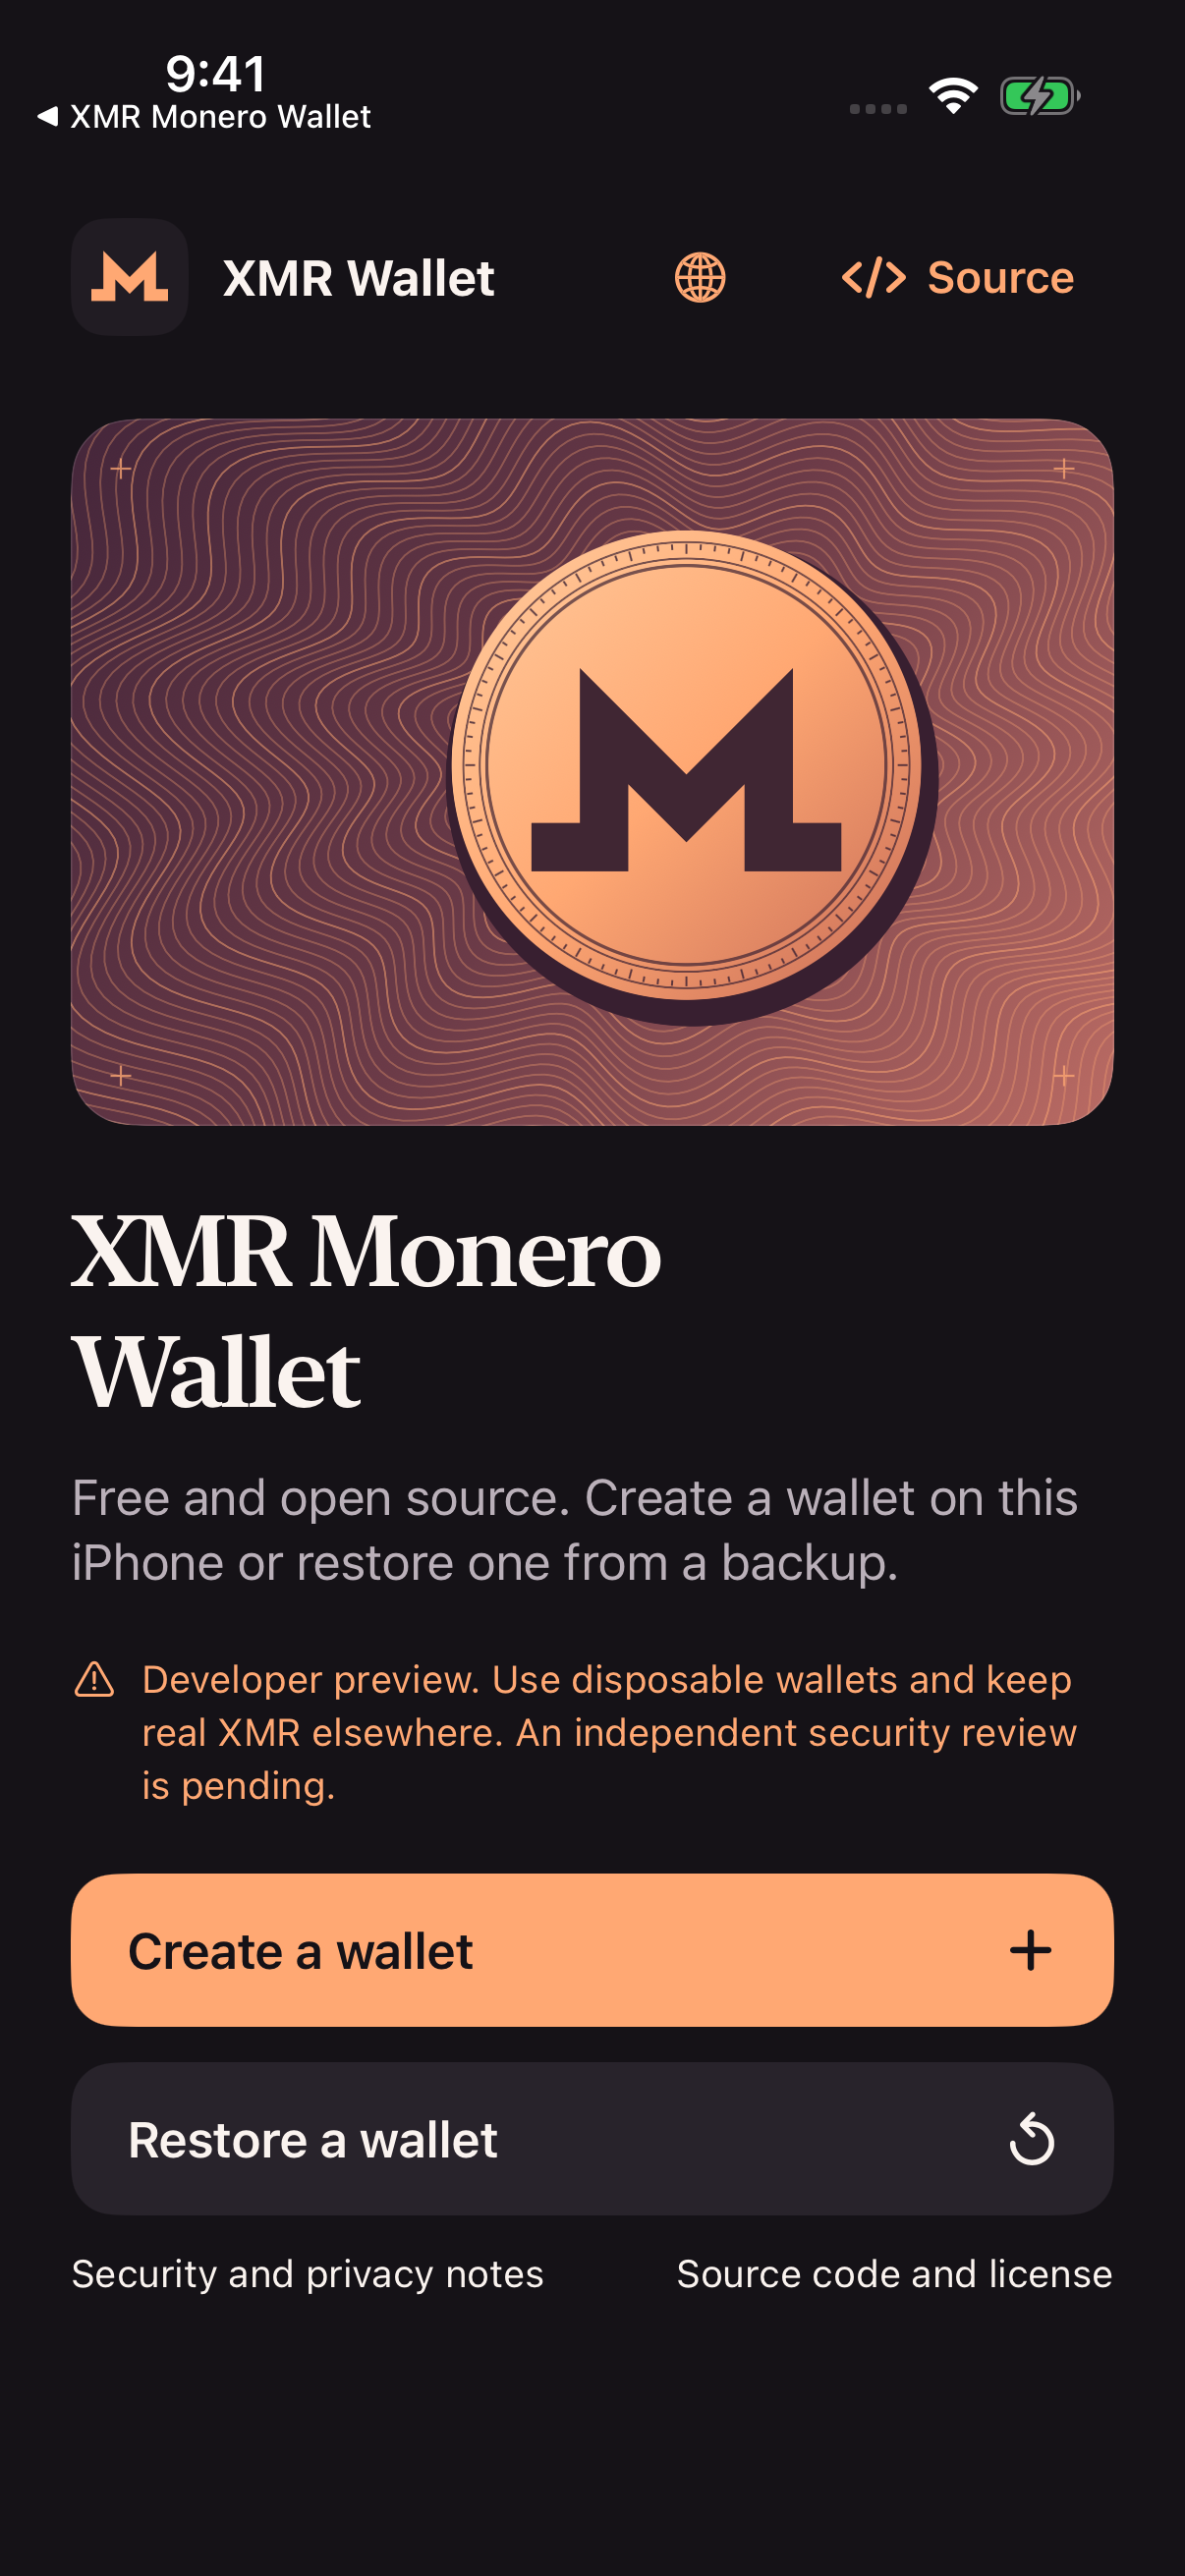 9:41
XMR Monero Wallet
XMR Wallet
Source
XMR Monero
Wallet
Free and open source. Create a wallet on this
iPhone or restore one from a backup.
Developer preview. Use disposable wallets and keep
real XMR elsewhere. An independent security review
is pending.
Create a wallet
Restore a wallet
Security and privacy notes
Source code and license